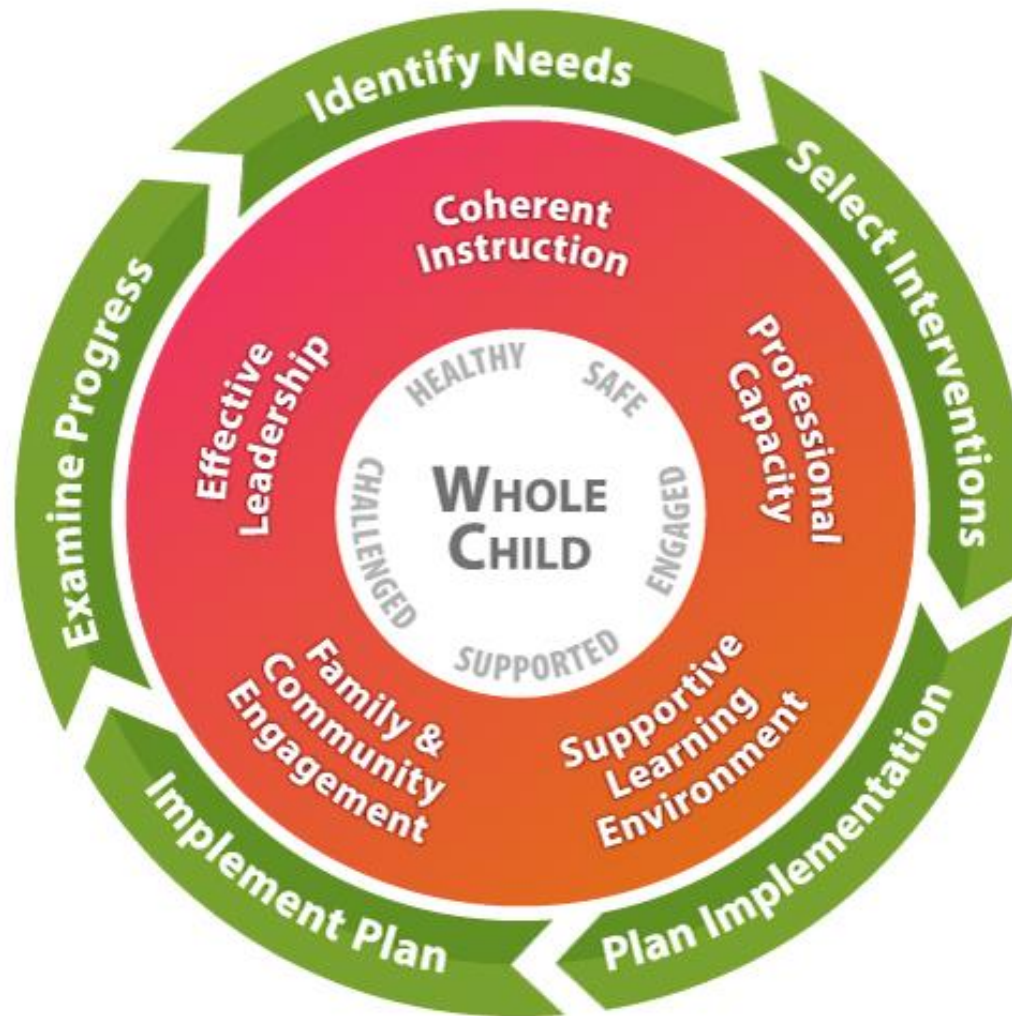 Identify Needs
Select Interventions
Plan Implementation
Implement Plan
Examine Progress
Coherent
Instruction
Professional
Capacity
Supportive
Learning
Environment
Family &
Community
Engagement
Effective
Leadership
HEALTHY
SAFE
ENGAGED
SUPPORTED
CHALLENGED
WHOLE
CHILD